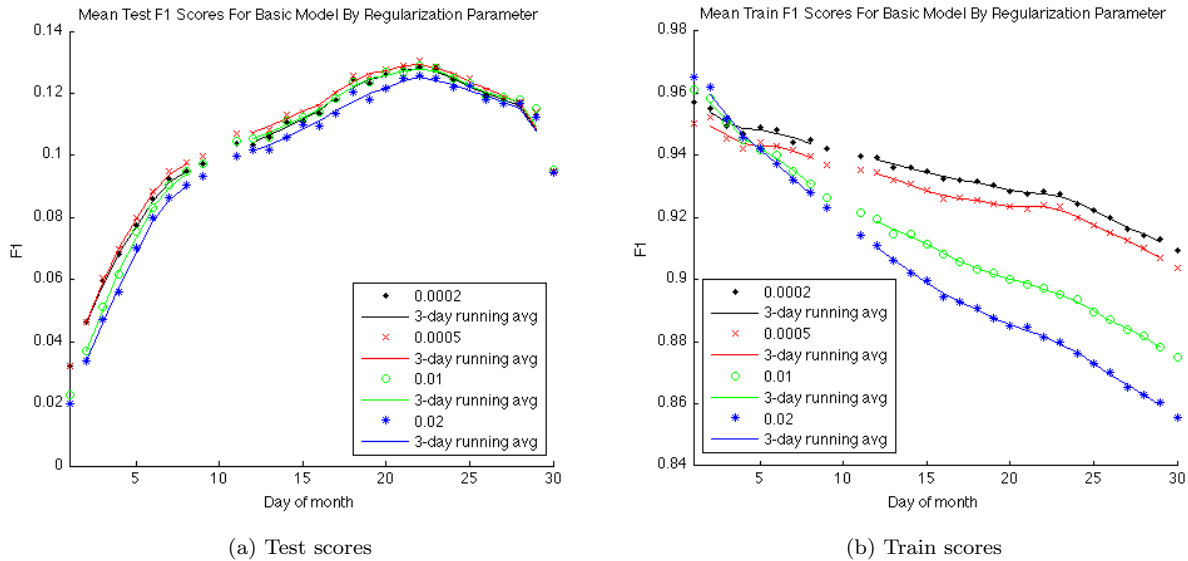 Mean Test F1 Scores For Basic Model By Regularization Parameter
0.14
0.12
0.1
0.08
0.06
0.04
0.02
0
F1
5
10
15
20
25
30
Day of month
0.0002
3-day running avg
0.0005
3-day running avg
0.01
3-day running avg
0.02
3-day running avg
(a) Test scores
Mean Train F1 Scores For Basic Model By Regularization Parameter
0.98
0.96
0.94
0.92
0.9
0.88
0.86
0.84
F1
5
10
15
20
25
30
Day of month
0.0002
3-day running avg
0.0005
3-day running avg
0.01
3-day running avg
0.02
3-day running avg
(b) Train scores